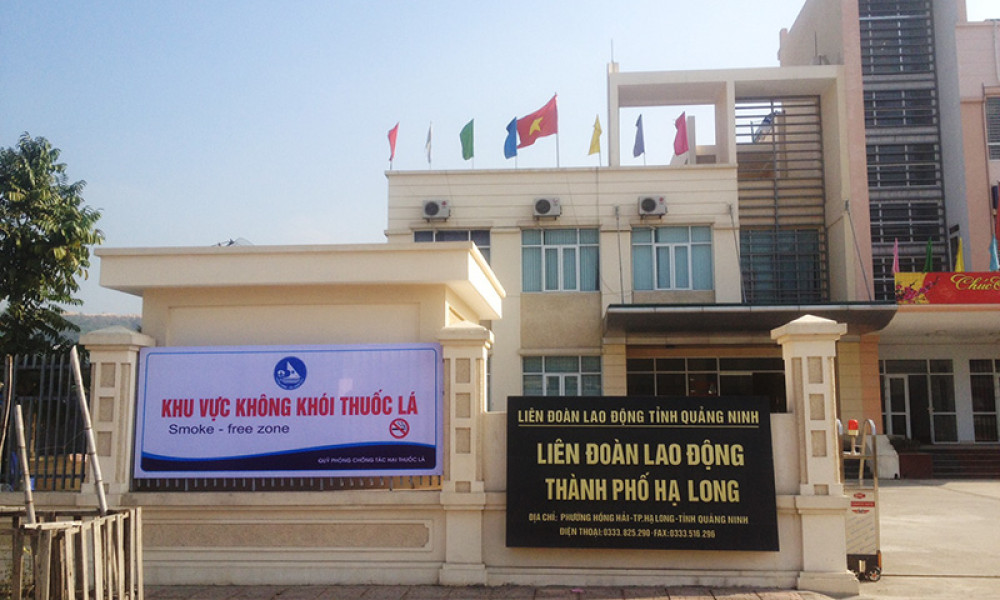 KHU VỰC KHÔNG KHÓI THUỐC LÁ
Smoke - free zone
QUỸ PHÒNG CHỐNG TÁC HẠI THUỐC LÁ
LIÊN ĐOÀN LAO ĐỘNG TỈNH QUẢNG NINH
LIÊN ĐOÀN LAO ĐỘNG
THÀNH PHỐ HẠ LONG
ĐỊA CHỈ: PHƯỜNG HỒNG HẢI-TP.HẠ LONG-TỈNH QUẢNG NINH
ĐIỆN THOẠI:0333.825.290-FAX:0333.516.296
Chúc